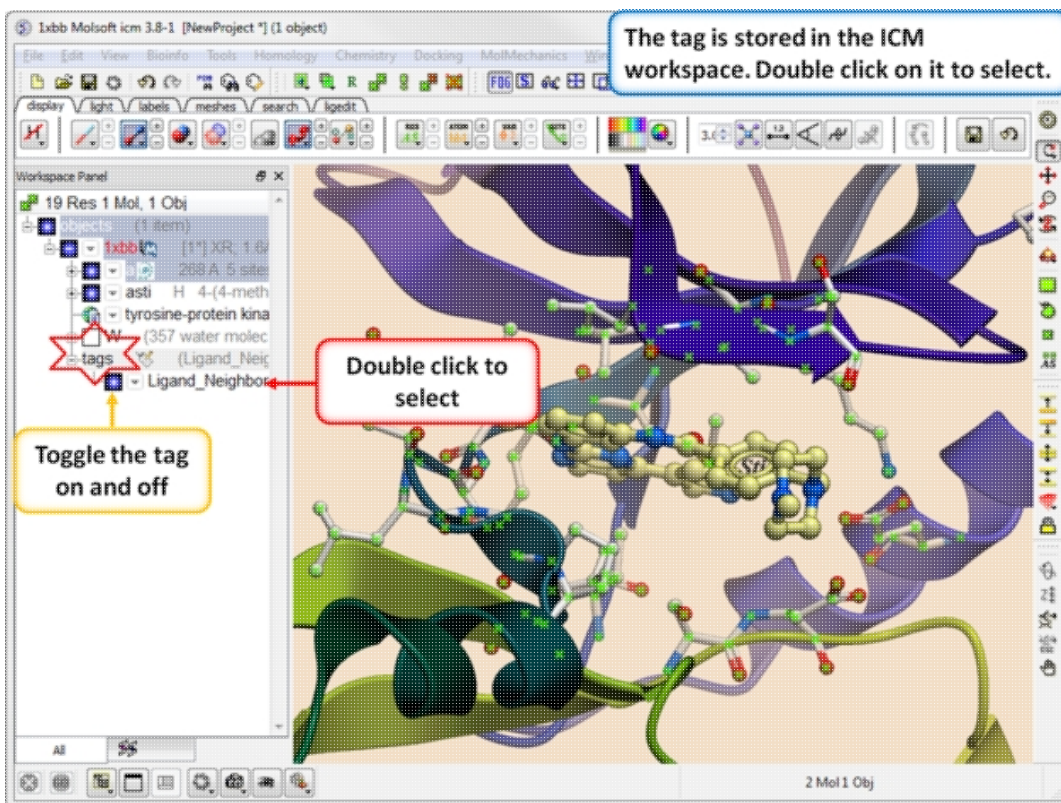 1xbb Molsoft icm 3.8-1 [NewProject *] (1 object)
The tag is stored in the ICM
workspace. Double click on it to select.
File Edit View Bioinfo Tools Homology Chemistry Docking MolMechanics
display light labels meshes search ligedit
Workspace Panel
19 Res 1 Mol, 1 Obj
objects (1 item)
1xbb [1*] XR, 1.6
a 268 A 5 site
asti H 4-(4-meth
tyrosine-protein kina
W (357 water molec
tags (Ligand_Neig
Ligand_Neighbor
Double click to
select
Toggle the tag
on and off
Sti
All
2 Mol 1 Obj